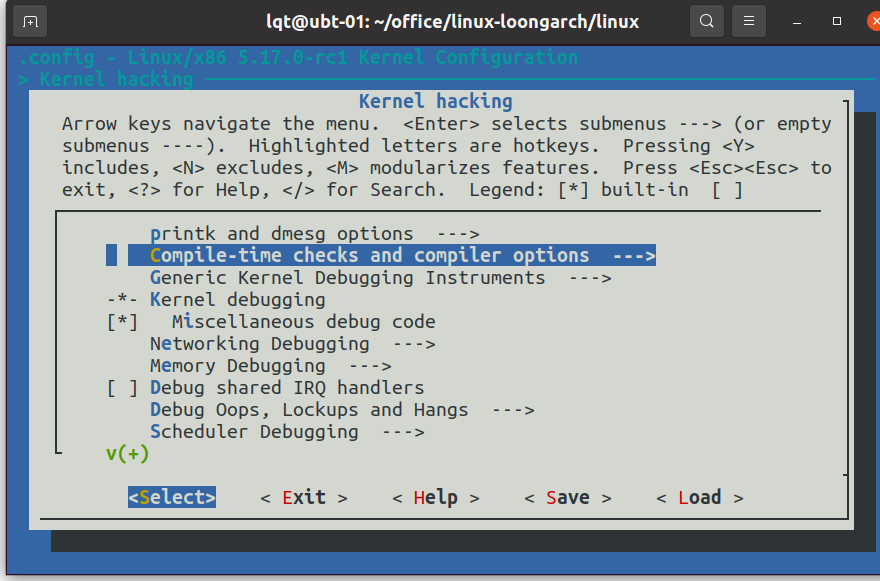 lqt@ubt-01: ~/office/linux-loongarch/linux
.config - Linux/x86 5.17.0-rc1 Kernel Configuration
> Kernel hacking
Kernel hacking
Arrow keys navigate the menu.  <Enter> selects submenus ---> (or empty
submenus ----).  Highlighted letters are hotkeys.  Pressing <Y>
includes, <N> excludes, <M> modularizes features.  Press <Esc><Esc> to
exit, <?> for Help, </> for Search.  Legend: [*] built-in  [ ]
printk and dmesg options  --->
Compile-time checks and compiler options  --->
Generic Kernel Debugging Instruments  --->
-*- Kernel debugging
[*]   Miscellaneous debug code
Networking Debugging  --->
Memory Debugging  --->
[ ] Debug shared IRQ handlers
Debug Oops, Lockups and Hangs  --->
Scheduler Debugging  --->
v(+)
<Select>    < Exit >    < Help >    < Save >    < Load >